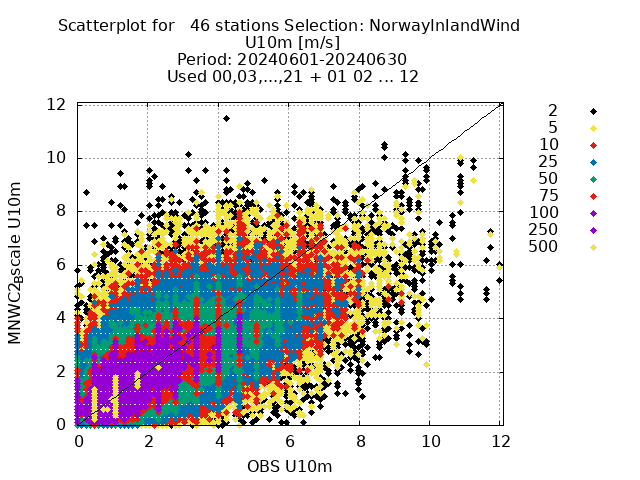 Scatterplot for 46 stations Selection: NorwayInlandWind
U10m [m/s]
Period: 20240601-20240630
Used 00,03,...,21 + 01 02 ... 12
12
10
8
6
4
2
0
0 2 4 6 8 10 12
OBS U10m
MNWC2Bscale U10m
2
5
10
25
50
75
100
250
500